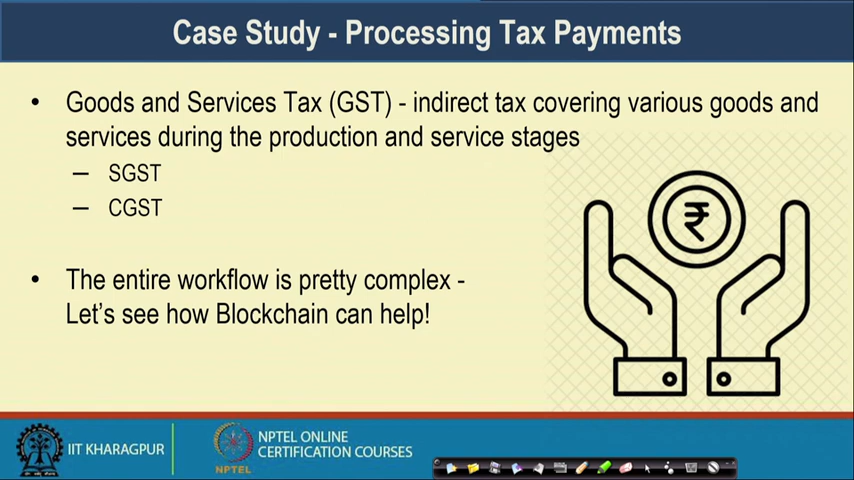 Case Study - Processing Tax Payments
• Goods and Services Tax (GST) - indirect tax covering various goods and
services during the production and service stages
– SGST
– CGST
• The entire workflow is pretty complex -
Let's see how Blockchain can help!
₹
IIT KHARAGPUR
NPTEL
NPTEL ONLINE
CERTIFICATION COURSES